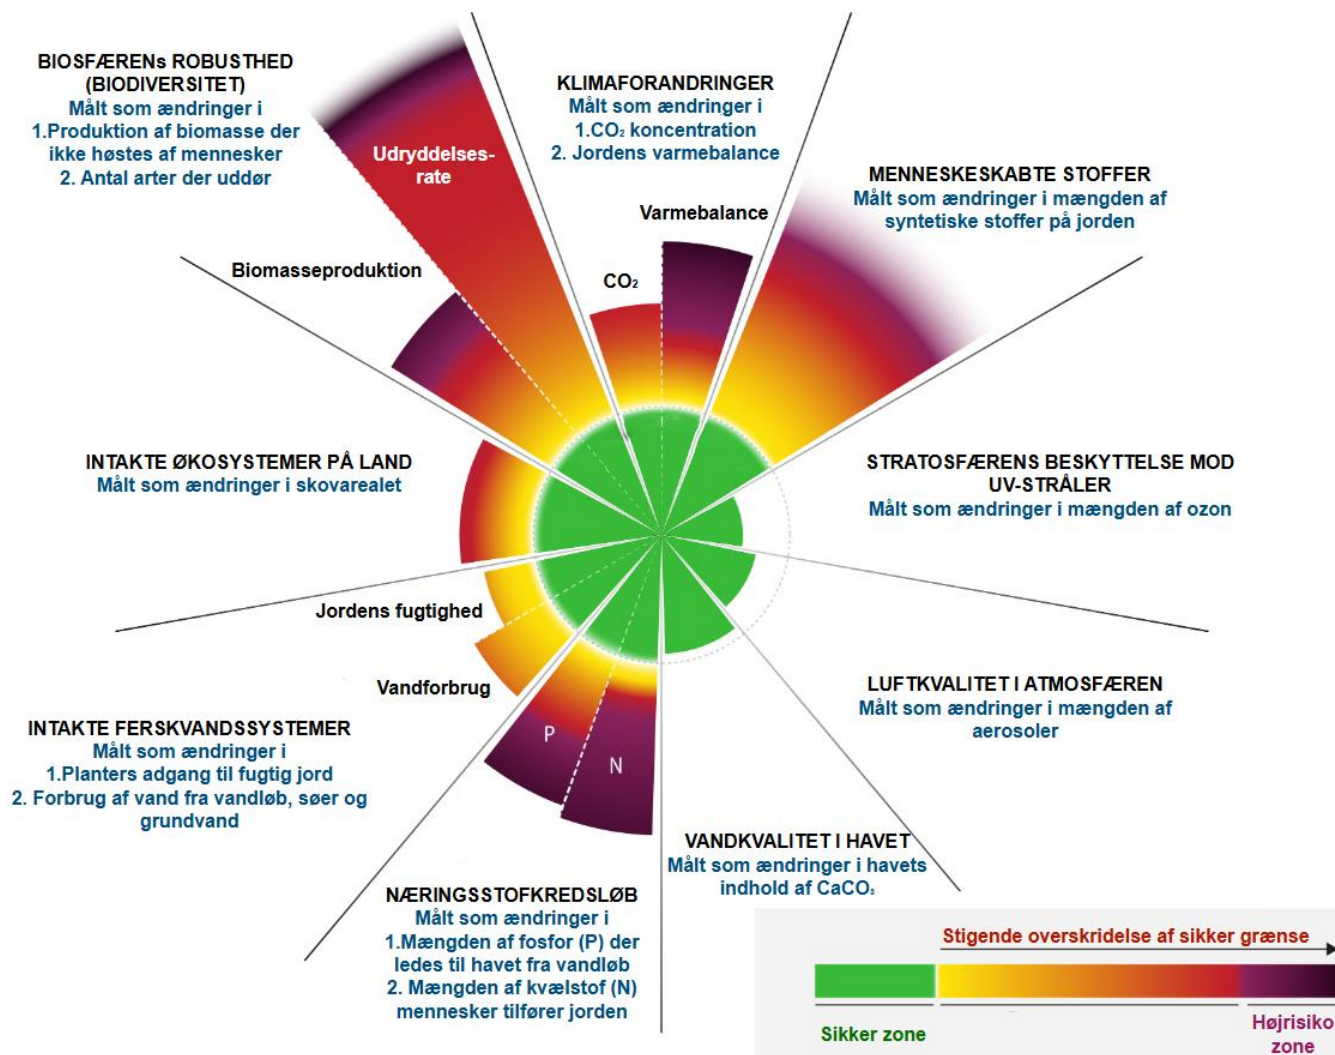 BIOSFÆRENs ROBUSTHED
(BIODIVERSITET)
Målt som ændringer i
1.Produktion af biomasse der
ikke høstes af mennesker
2. Antal arter der uddør
Udryddelses-
rate
Biomasseproduktion
KLIMAFORANDRINGER
Målt som ændringer i
1.CO₂ koncentration
2. Jordens varmebalance
Varmebalance
CO₂
MENNESKESKABTE STOFFER
Målt som ændringer i mængden af
syntetiske stoffer på jorden
INTAKTE ØKOSYSTEMER PÅ LAND
Målt som ændringer i skovarealet
STRATOSFÆRENS BESKYTTELSE MOD
UV-STRÅLER
Målt som ændringer i mængden af ozon
Jordens fugtighed
Vandforbrug
LUFTKVALITET I ATMOSFÆREN
Målt som ændringer i mængden af
aerosoler
INTAKTE FERSKVANDSSYSTEMER
Målt som ændringer i
1.Planters adgang til fugtig jord
2. Forbrug af vand fra vandløb, søer og
grundvand
P
N
VANDKVALITET I HAVET
Målt som ændringer i havets
indhold af CaCO₃
NÆRINGSSTOFKREDSLØB
Målt som ændringer i
1.Mængden af fosfor (P) der
ledes til havet fra vandløb
2. Mængden af kvælstof (N)
mennesker tilfører jorden
Stigende overskridelse af sikker grænse
Sikker zone
Højrisiko
zone